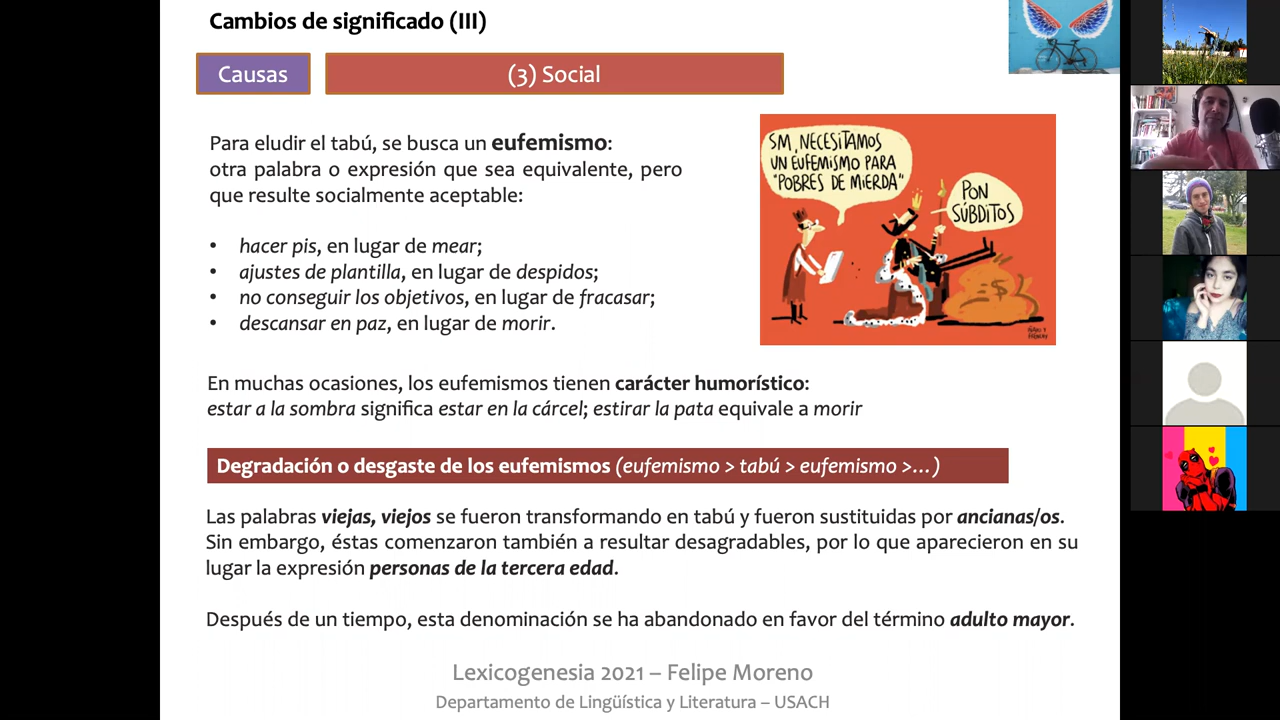 Cambios de significado (III)
Causas
(3) Social
Para eludir el tabú, se busca un eufemismo:
otra palabra o expresión que sea equivalente, pero
que resulte socialmente aceptable:
• hacer pis, en lugar de mear;
• ajustes de plantilla, en lugar de despidos;
• no conseguir los objetivos, en lugar de fracasar;
• descansar en paz, en lugar de morir.
SM, NECESITAMOS
UN EUFEMISMO PARA
"POBRES DE MIERDA"
PON
SÚBDITOS
En muchas ocasiones, los eufemismos tienen carácter humorístico:
estar a la sombra significa estar en la cárcel; estirar la pata equivale a morir
Degradación o desgaste de los eufemismos (eufemismo > tabú > eufemismo >...)
Las palabras viejas, viejos se fueron transformando en tabú y fueron sustituidas por ancianas/os.
Sin embargo, éstas comenzaron también a resultar desagradables, por lo que aparecieron en su
lugar la expresión personas de la tercera edad.
Después de un tiempo, esta denominación se ha abandonado en favor del término adulto mayor.
Lexicogenesia 2021 – Felipe Moreno
Departamento de Lingüística y Literatura – USACH